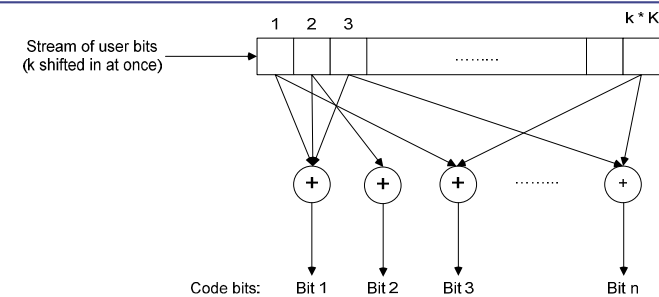 1 2 3 k * K
Stream of user bits
(k shifted in at once)
.........
+ + + ......... +
Code bits: Bit 1 Bit 2 Bit 3 Bit n